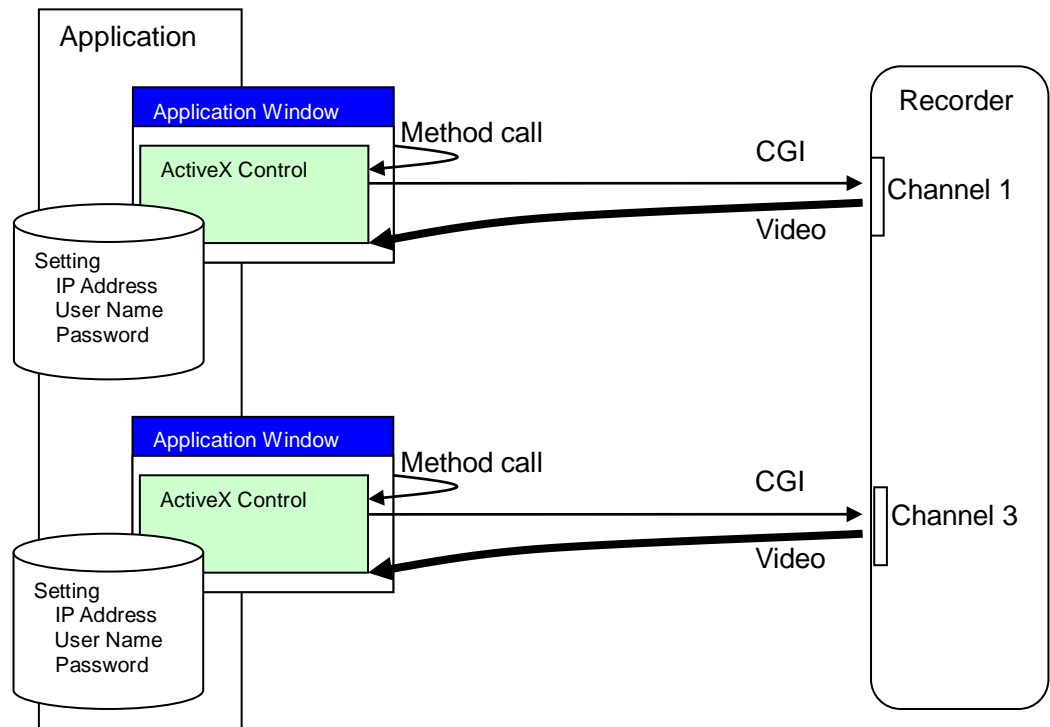 Application
Application Window
Method call
ActiveX Control
CGI
Video
Recorder
Channel 1
Setting
IP Address
User Name
Password
Application Window
Method call
ActiveX Control
CGI
Video
Channel 3
Setting
IP Address
User Name
Password